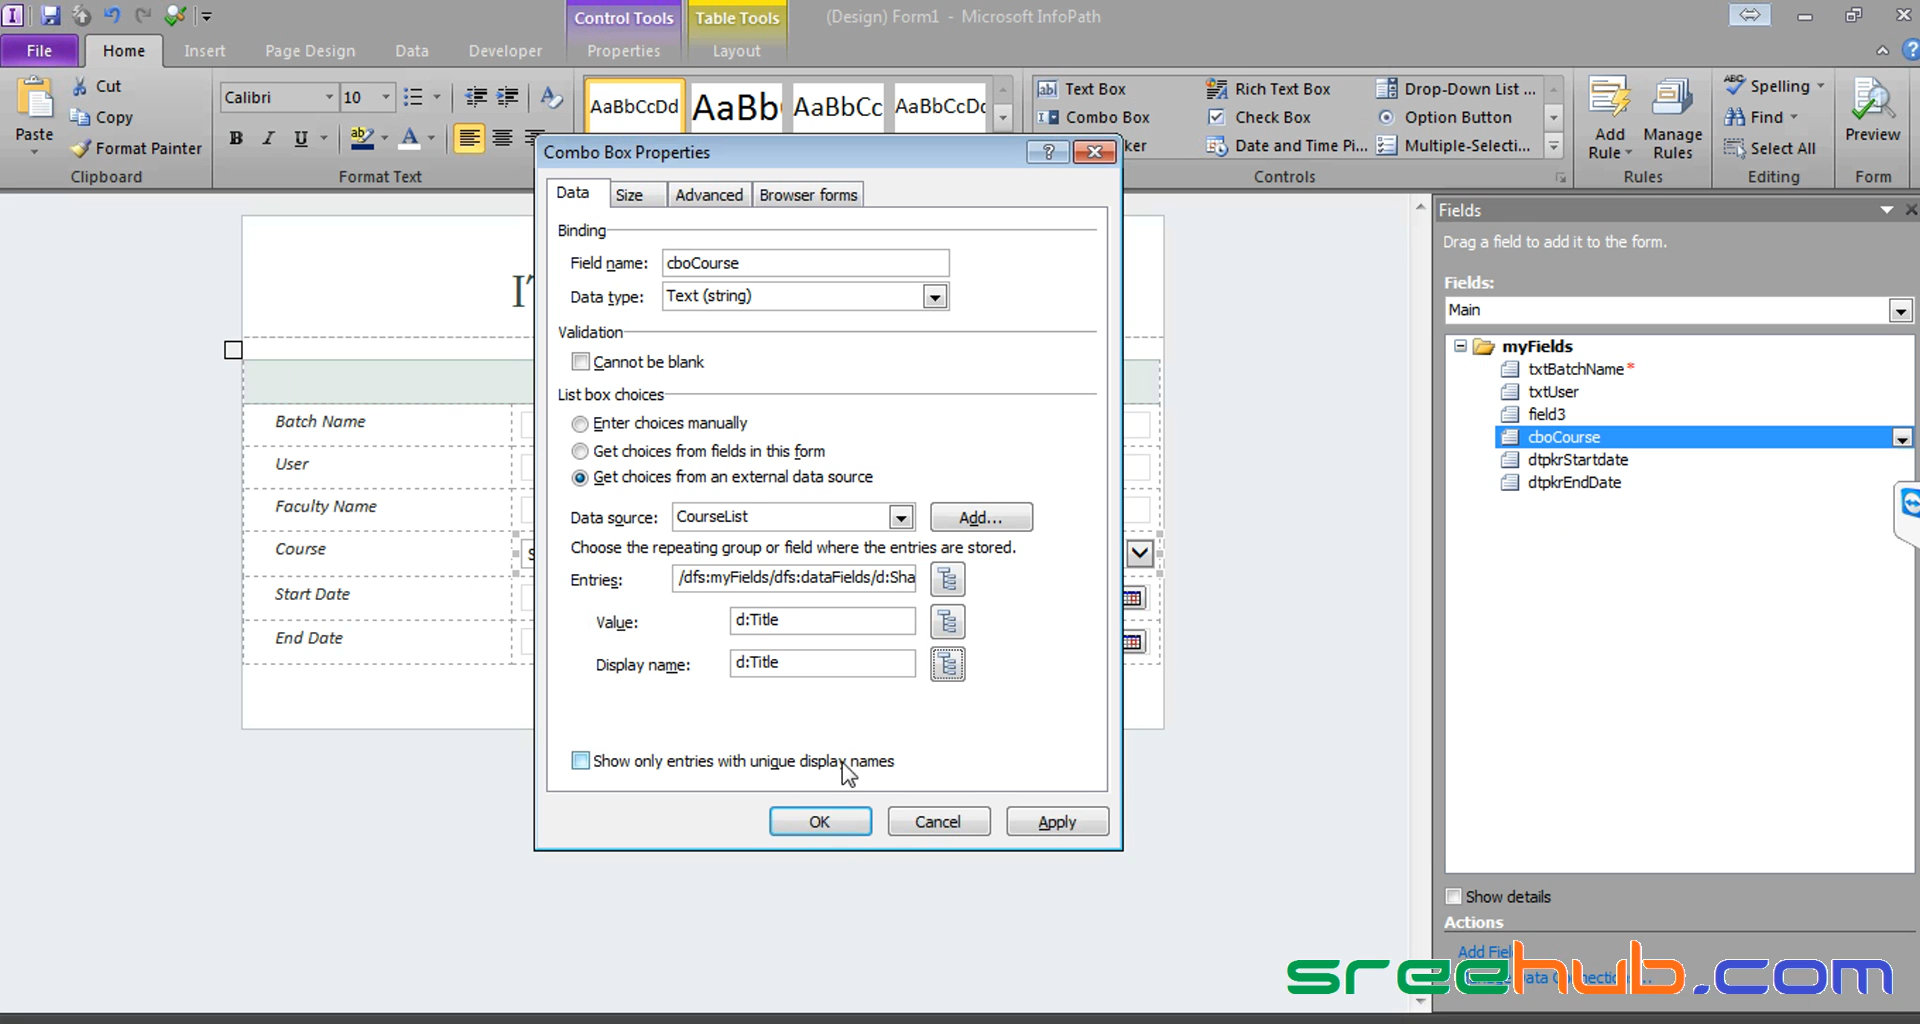 Control Tools
Table Tools
(Design) Form1 - Microsoft InfoPath
File
Home
Insert
Page Design
Data
Developer
Properties
Layout
Paste
Cut
Copy
Format Painter
Clipboard
Calibri
10
B I U
ab
A
Format Text
AaBbCcDd
AaBb
AaBbCc
AaBbCcDc
Text Box
Rich Text Box
Drop-Down List ...
Combo Box
Check Box
Option Button
ker
Date and Time Pi...
Multiple-Selecti...
Controls
Add Rule
Manage Rules
Rules
Spelling
Find
Select All
Editing
Preview
Form
Combo Box Properties
Data
Size
Advanced
Browser forms
Binding
Field name:
cboCourse
Data type:
Text (string)
Validation
Cannot be blank
List box choices
Enter choices manually
Get choices from fields in this form
Get choices from an external data source
Data source:
CourseList
Add...
Choose the repeating group or field where the entries are stored.
Entries:
/dfs:myFields/dfs:dataFields/d:Sha
Value:
d:Title
Display name:
d:Title
Show only entries with unique display names
OK
Cancel
Apply
Batch Name
User
Faculty Name
Course
Start Date
End Date
Fields
Drag a field to add it to the form.
Fields:
Main
myFields
txtBatchName *
txtUser
field3
cboCourse
dtpkrStartdate
dtpkrEndDate
Show details
Actions
Add Fiel
sreehub.com